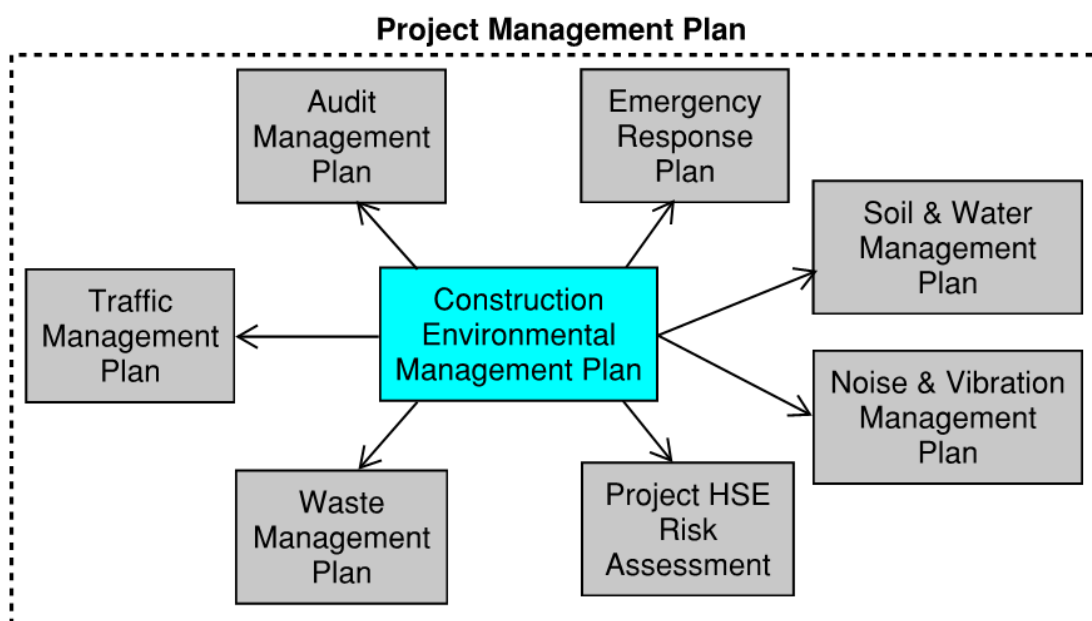 Project Management Plan
Audit
Management
Plan
Emergency
Response
Plan
Soil & Water
Management
Plan
Traffic
Management
Plan
Construction
Environmental
Management Plan
Noise & Vibration
Management
Plan
Waste
Management
Plan
Project HSE
Risk
Assessment